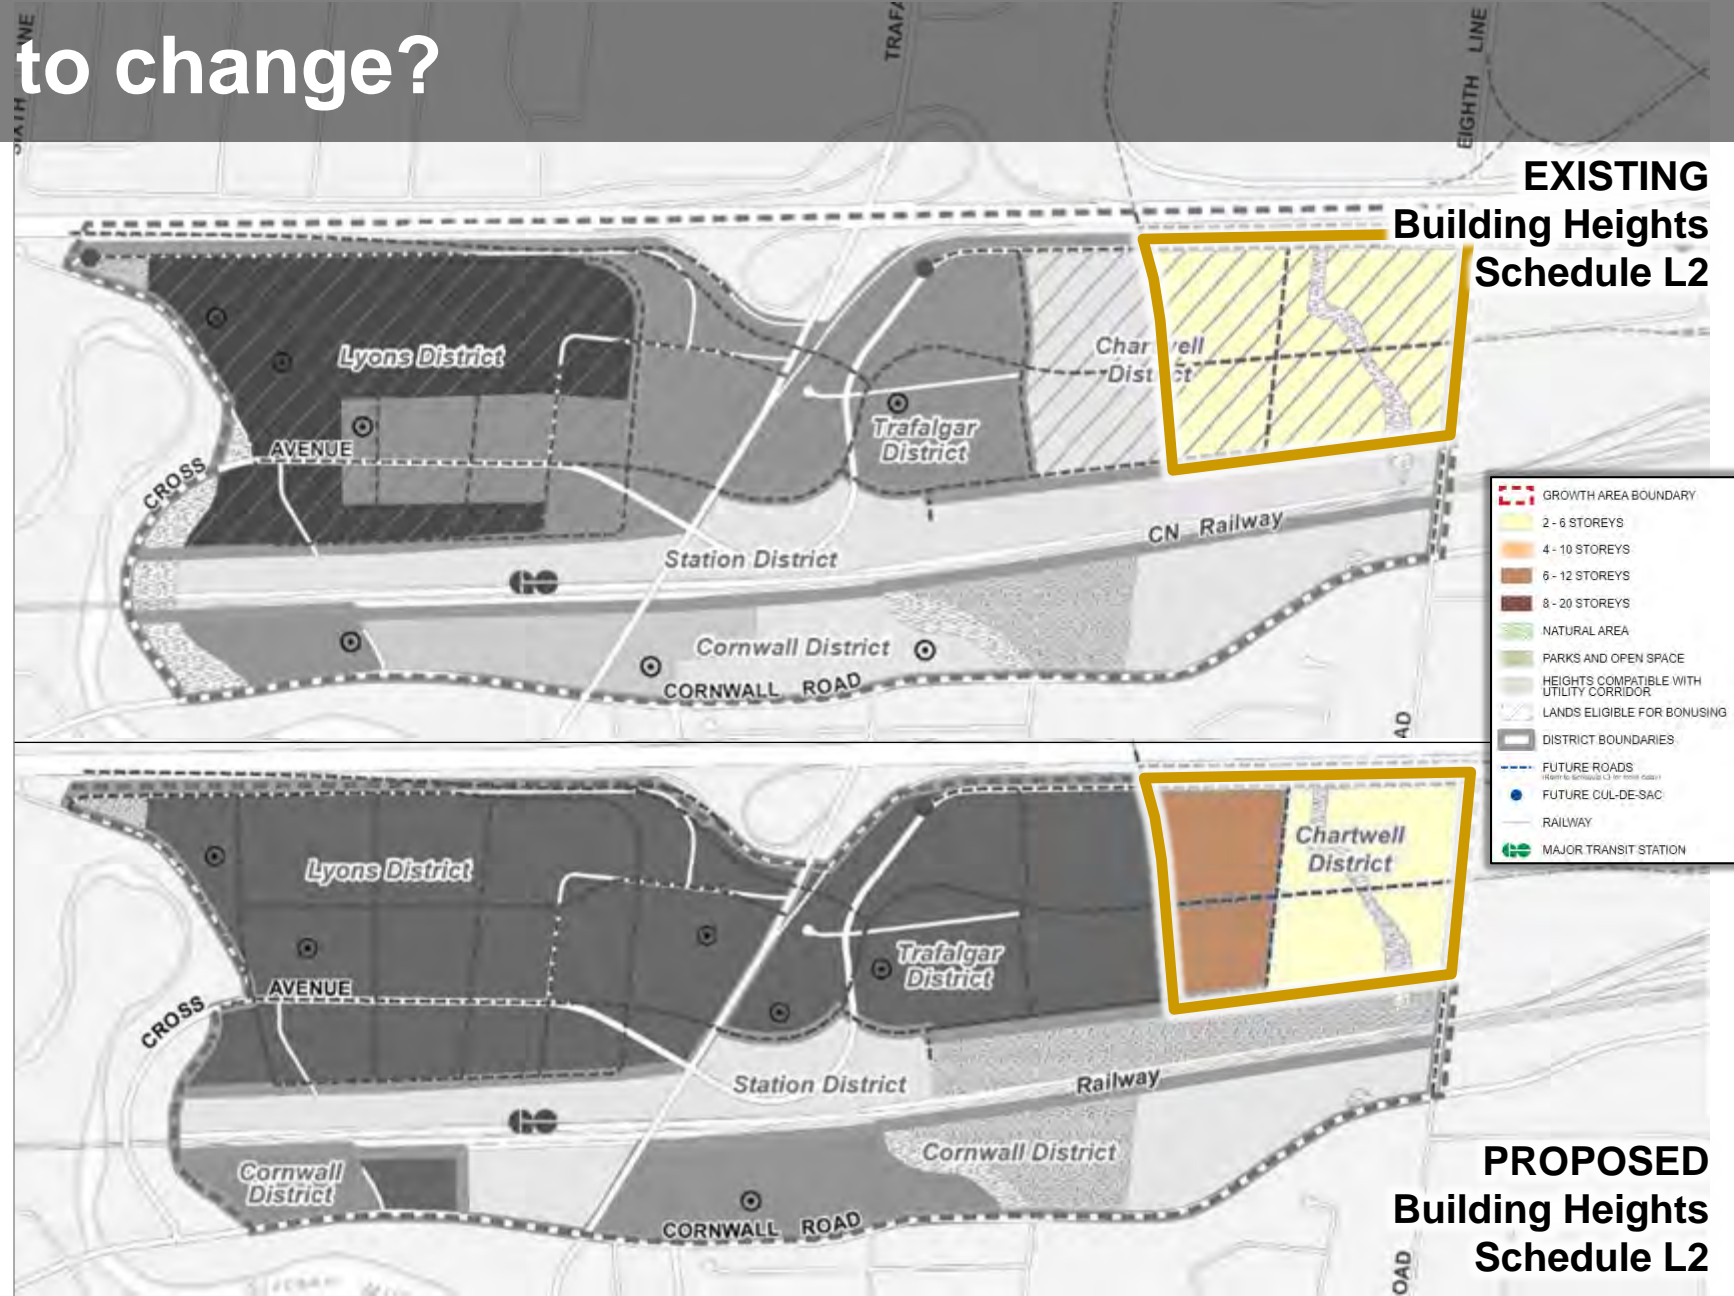 to change?
SIXTH LINE
EIGHTH LINE
EXISTING
Building Heights
Schedule L2
Lyons District
Trafalgar
District
AVENUE
CROSS
CN Railway
Station District
Cornwall District
CORNWALL ROAD
GROWTH AREA BOUNDARY
2 - 6 STOREYS
4 - 10 STOREYS
6 - 12 STOREYS
8 - 20 STOREYS
NATURAL AREA
PARKS AND OPEN SPACE
HEIGHTS COMPATIBLE WITH
UTILITY CORRIDOR
LANDS ELIGIBLE FOR BONUSING
DISTRICT BOUNDARIES
FUTURE ROADS
FUTURE CUL-DE-SAC
RAILWAY
MAJOR TRANSIT STATION
Lyons District
Chartwell
District
Trafalgar
District
AVENUE
CROSS
Station District
Railway
Cornwall District
Cornwall
District
CORNWALL ROAD
PROPOSED
Building Heights
Schedule L2